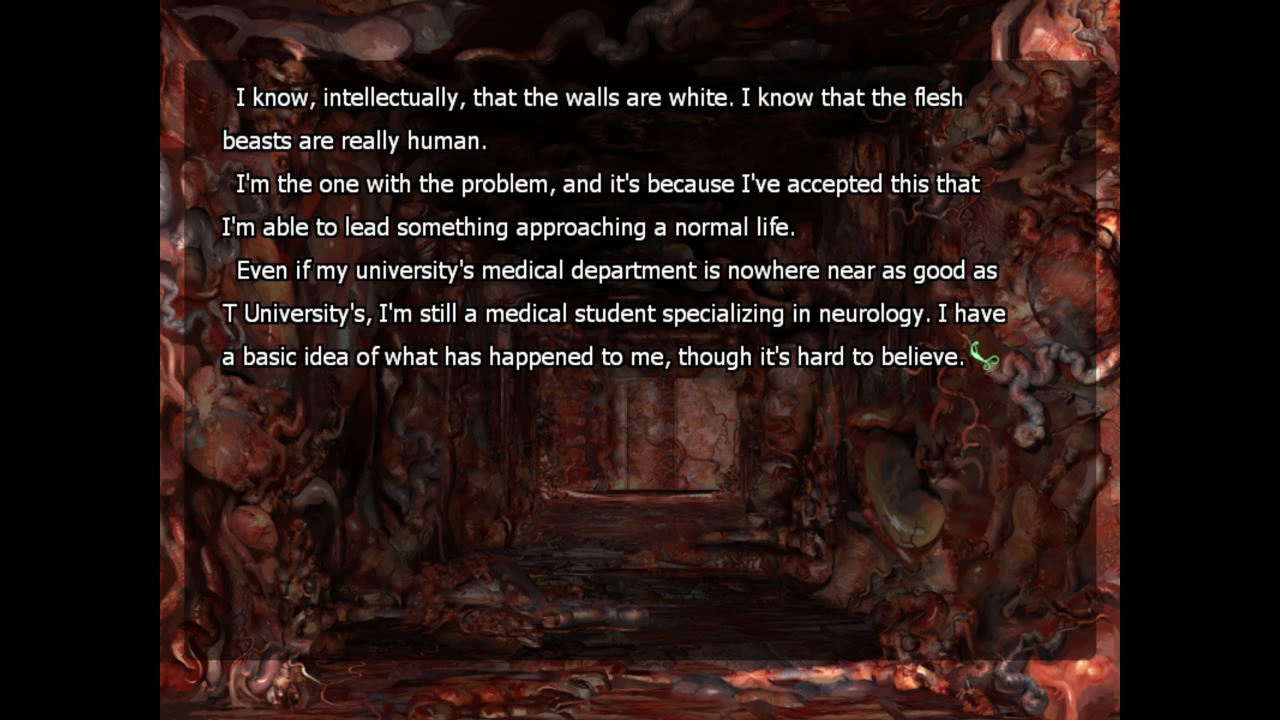 I know, intellectually, that the walls are white. I know that the flesh
beasts are really human.
I'm the one with the problem, and it's because I've accepted this that
I'm able to lead something approaching a normal life.
Even if my university's medical department is nowhere near as good as
T University's, I'm still a medical student specializing in neurology. I have
a basic idea of what has happened to me, though it's hard to believe.